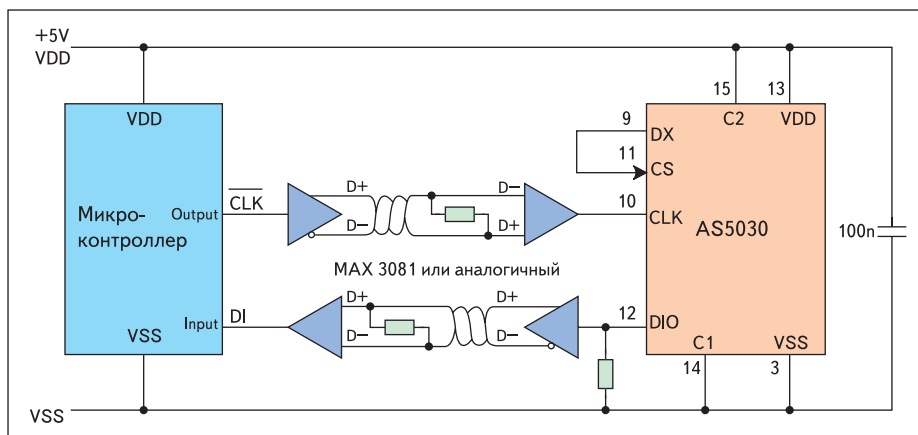 +5V
VDD
VDD
Микро-
контроллер
Output
CLK
Input
DI
VSS
VSS
D+
D−
D−
D+
MAX 3081 или аналогичный
D+
D−
D+
D−
9
11
10
12
15
13
DX
CS
CLK
DIO
C2
VDD
AS5030
C1
VSS
14
3
100n